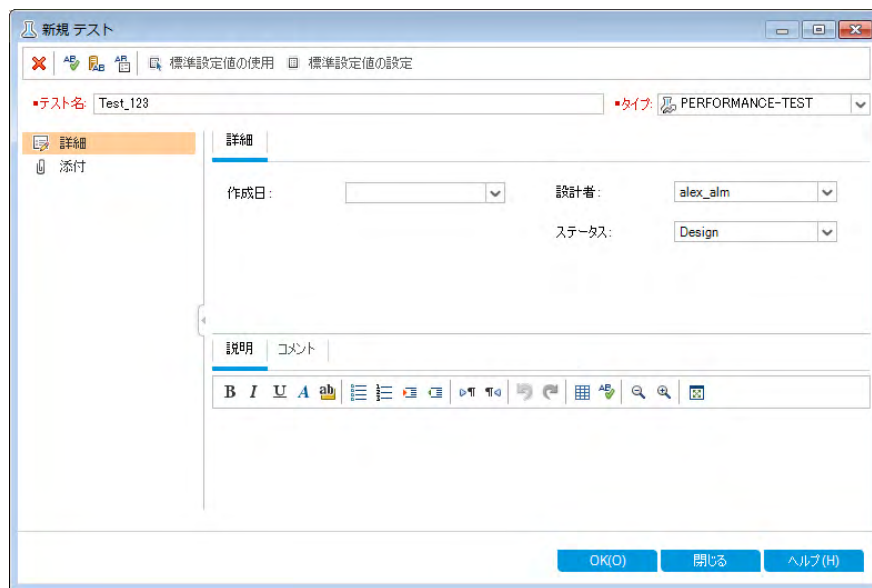 新規 テスト
標準設定値の使用 標準設定値の設定
テスト名: Test_123 タイプ: PERFORMANCE-TEST
詳細
添付
詳細
作成日: 設計者: alex_alm
ステータス: Design
説明 コメント
B I U A ab
OK(O) 閉じる ヘルプ(H)